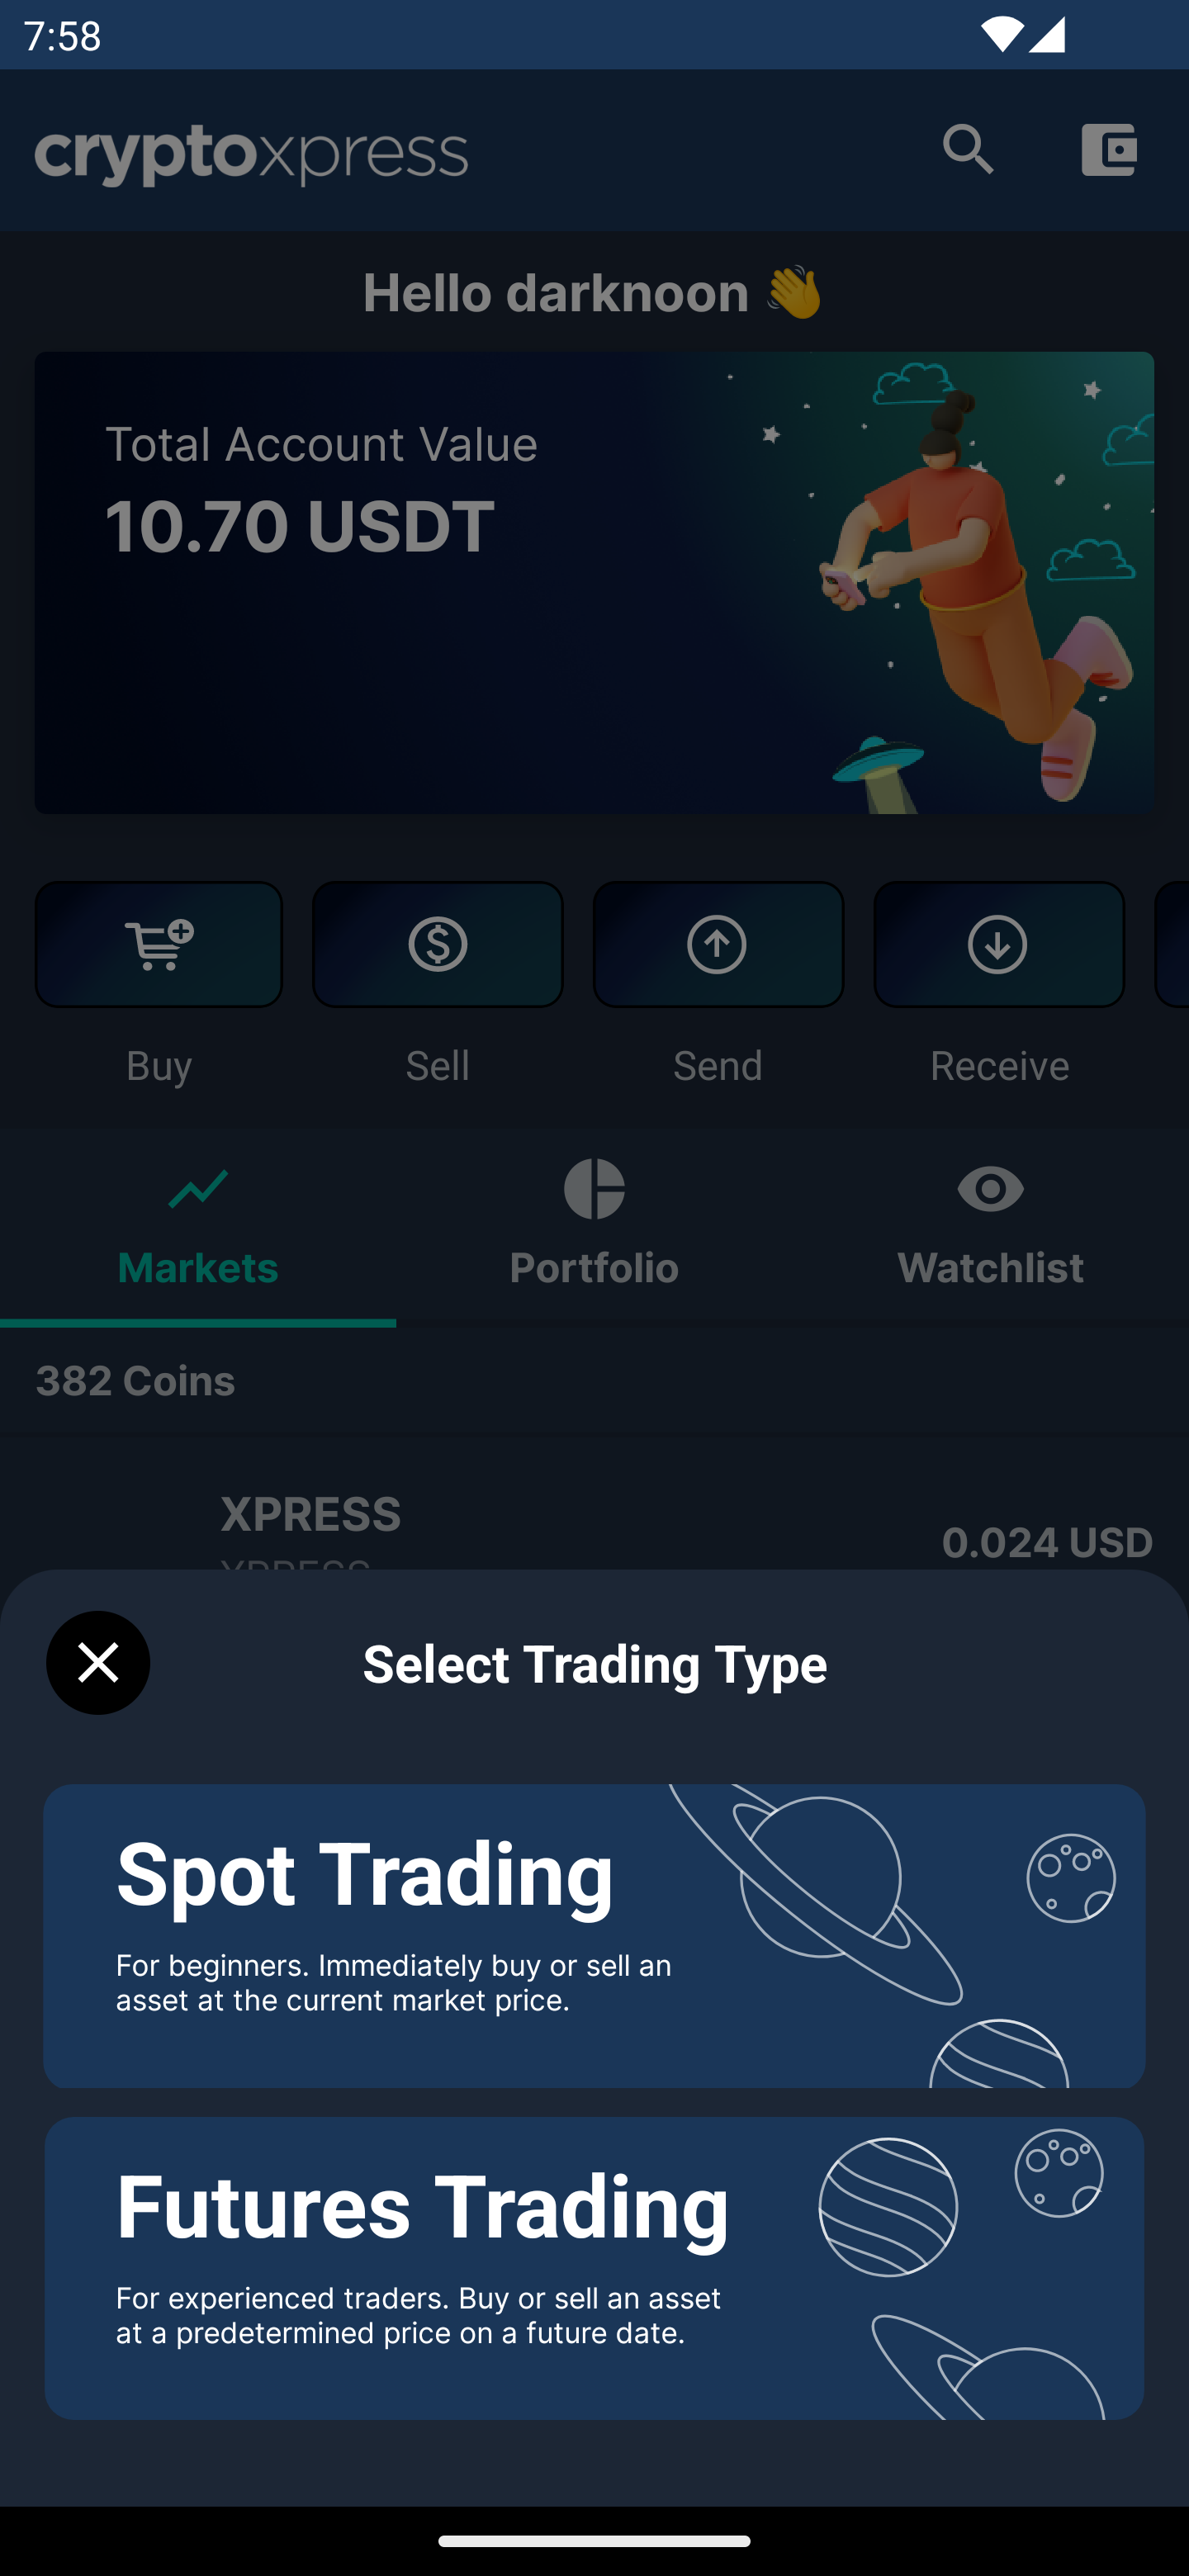 7:58
cryptoxpress
Hello darknoon 👋
Total Account Value
10.70 USDT
Buy
Sell
Send
Receive
Markets
Portfolio
Watchlist
382 Coins
XPRESS
0.024 USD
XPRESS
Select Trading Type
Spot Trading
For beginners. Immediately buy or sell an
asset at the current market price.
Futures Trading
For experienced traders. Buy or sell an asset
at a predetermined price on a future date.